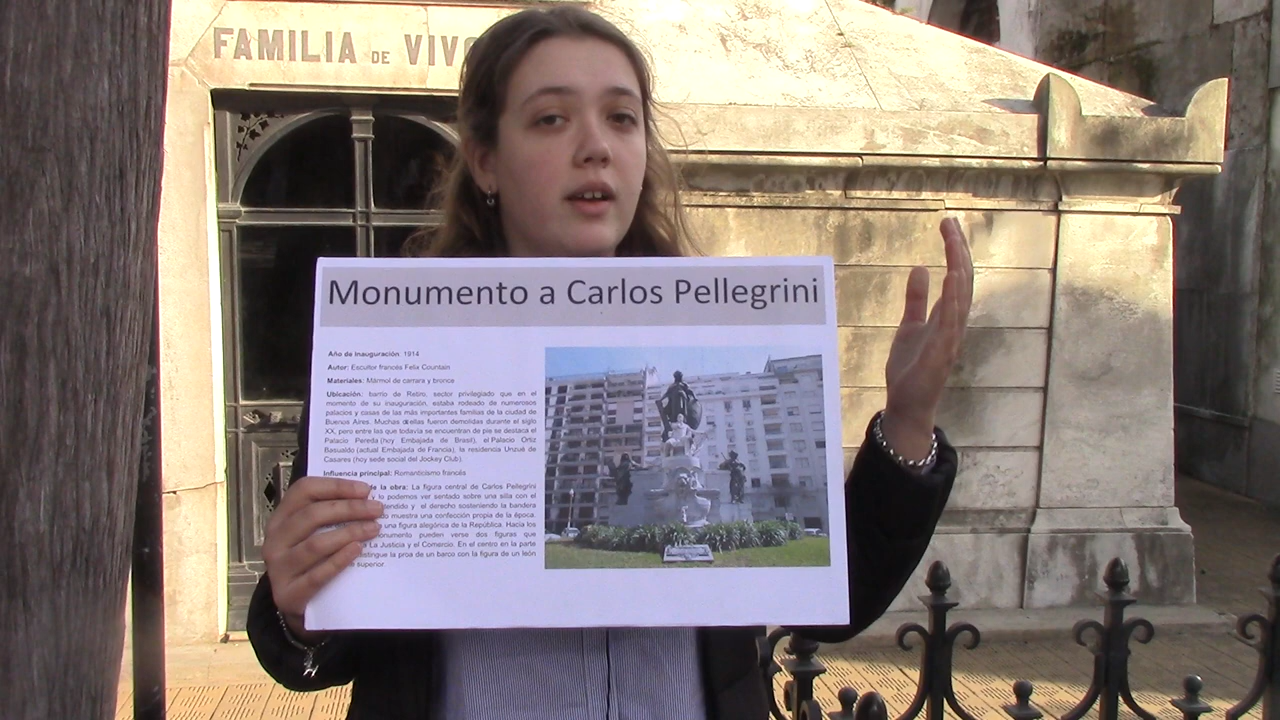 FAMILIA DE VIVO
Monumento a Carlos Pellegrini
Año de Inauguración: 1914
Autor: Escultor francés Felix Countain
Materiales: Mármol de carrara y bronce
Ubicación: barrio de Retiro, sector privilegiado que en el
momento de su inauguración, estaba rodeado de numerosos
palacios y casas de las más importantes familias de la ciudad de
Buenos Aires. Muchas de ellas fueron demolidas durante el siglo
XX, pero entre las que todavía se encuentran de pie se destaca el
Palacio Pereda (hoy Embajada de Brasil), el Palacio Ortiz
Basualdo (actual Embajada de Francia), la residencia Unzué de
Casares (hoy sede social del Jockey Club).
Influencia principal: Romanticismo francés
de la obra: La figura central de Carlos Pellegrini
y lo podemos ver sentado sobre una silla con el
y el derecho sosteniendo la bandera
muestra una confección propia de la época.
una figura alegórica de la República. Hacia los
pueden verse dos figuras que
a La Justicia y el Comercio. En el centro en la parte
la proa de un barco con la figura de un león
superior.